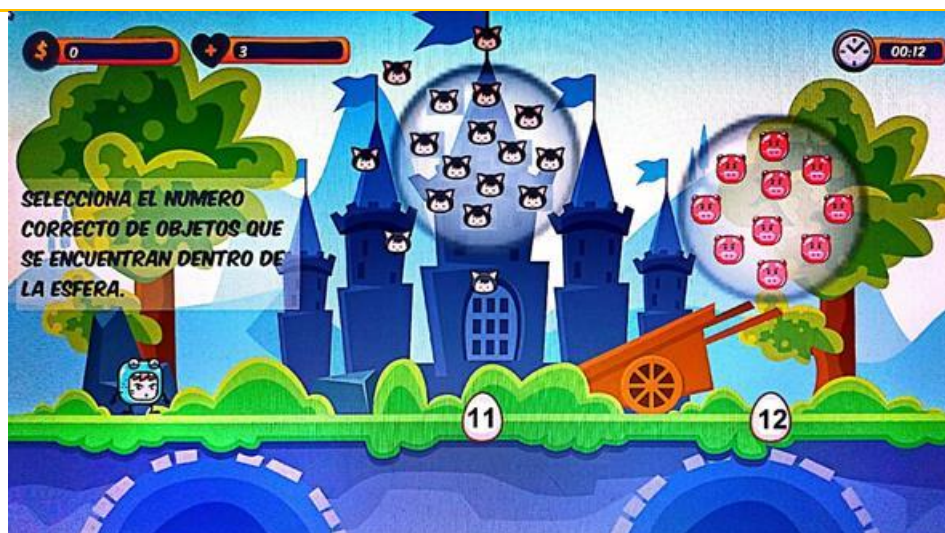 $ 0
+ 3
00:12
SELECCIONA EL NUMERO
CORRECTO DE OBJETOS QUE
SE ENCUENTRAN DENTRO DE
LA ESFERA.
11
12